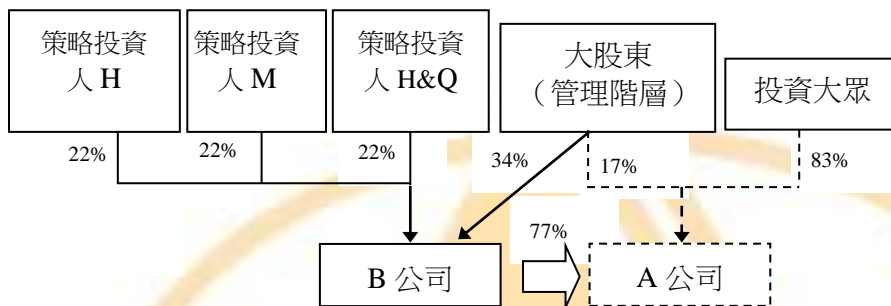 策略投資
人 H
策略投資
人 M
策略投資
人 H&Q
大股東
（管理階層）
投資大眾
22%
22%
22%
34%
17%
83%
77%
B 公司
A 公司